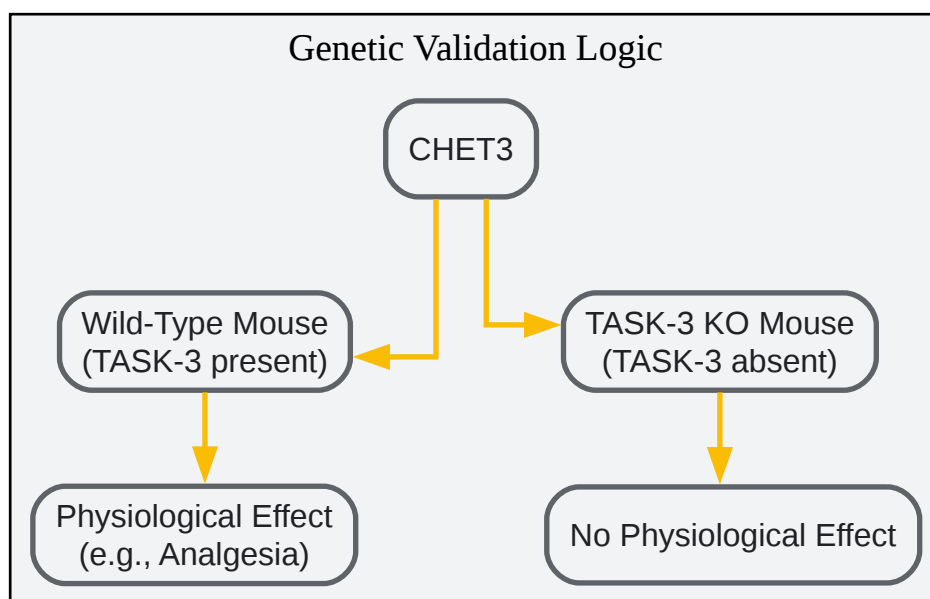 Genetic Validation Logic
CHET3
Wild-Type Mouse
(TASK-3 present)
TASK-3 KO Mouse
(TASK-3 absent)
Physiological Effect
(e.g., Analgesia)
No Physiological Effect